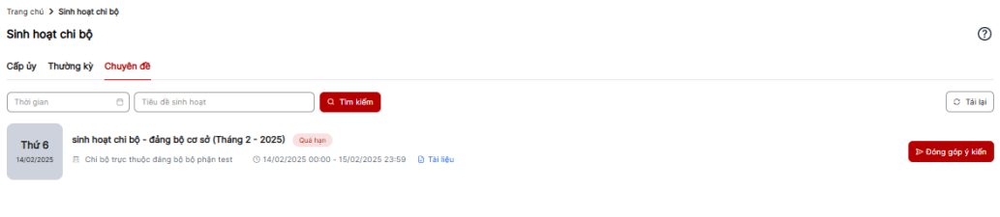 Trang chủ > Sinh hoạt chi bộ
Sinh hoạt chi bộ
Cấp ủy Thường kỳ Chuyên đề
Thời gian Tiêu đề sinh hoạt Tìm kiếm Tải lại
Thứ 6
14/02/2025
sinh hoạt chi bộ - đảng bộ cơ sở (Tháng 2 - 2025) Quá hạn
Chi bộ trực thuộc đảng bộ bộ phận test 14/02/2025 00:00 - 15/02/2025 23:59 Tài liệu
Đóng góp ý kiến